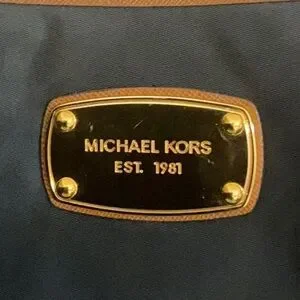 MICHAEL KORS
EST. 1981